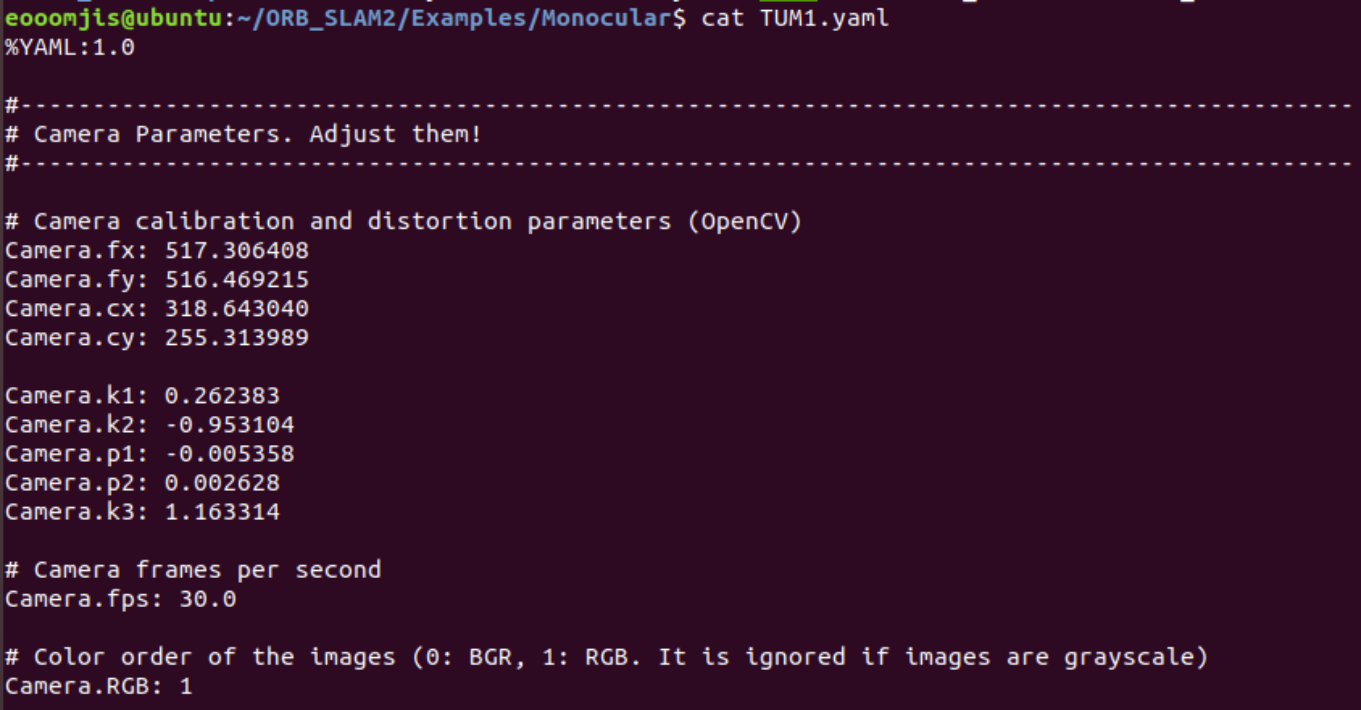 eooomjis@ubuntu:~/ORB_SLAM2/Examples/Monocular$ cat TUM1.yaml
%YAML:1.0
#--------------------------------------------------------------------------------------------
# Camera Parameters. Adjust them!
#--------------------------------------------------------------------------------------------
# Camera calibration and distortion parameters (OpenCV)
Camera.fx: 517.306408
Camera.fy: 516.469215
Camera.cx: 318.643040
Camera.cy: 255.313989
Camera.k1: 0.262383
Camera.k2: -0.953104
Camera.p1: -0.005358
Camera.p2: 0.002628
Camera.k3: 1.163314
# Camera frames per second
Camera.fps: 30.0
# Color order of the images (0: BGR, 1: RGB. It is ignored if images are grayscale)
Camera.RGB: 1